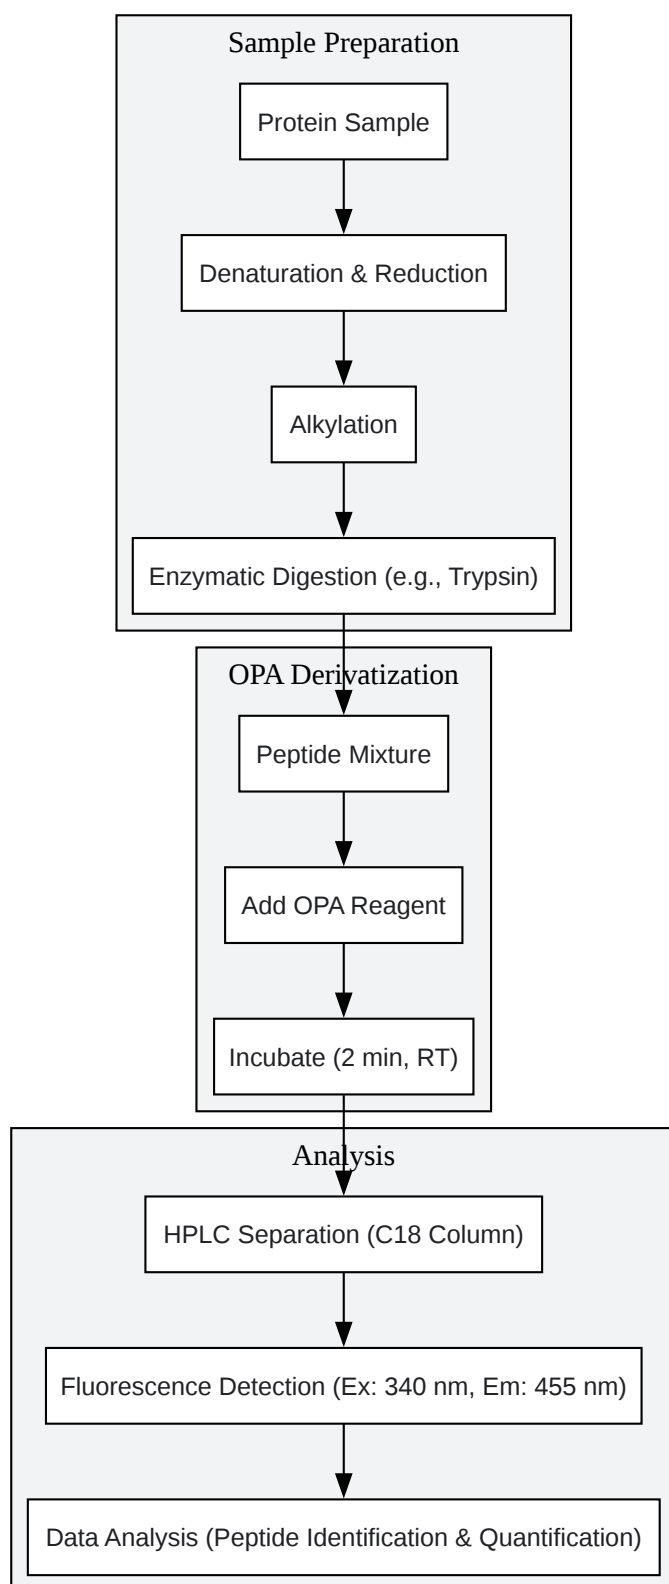 Sample Preparation
Protein Sample
Denaturation & Reduction
Alkylation
Enzymatic Digestion (e.g., Trypsin)
OPA Derivatization
Peptide Mixture
Add OPA Reagent
Incubate (2 min, RT)
Analysis
HPLC Separation (C18 Column)
Fluorescence Detection (Ex: 340 nm, Em: 455 nm)
Data Analysis (Peptide Identification & Quantification)